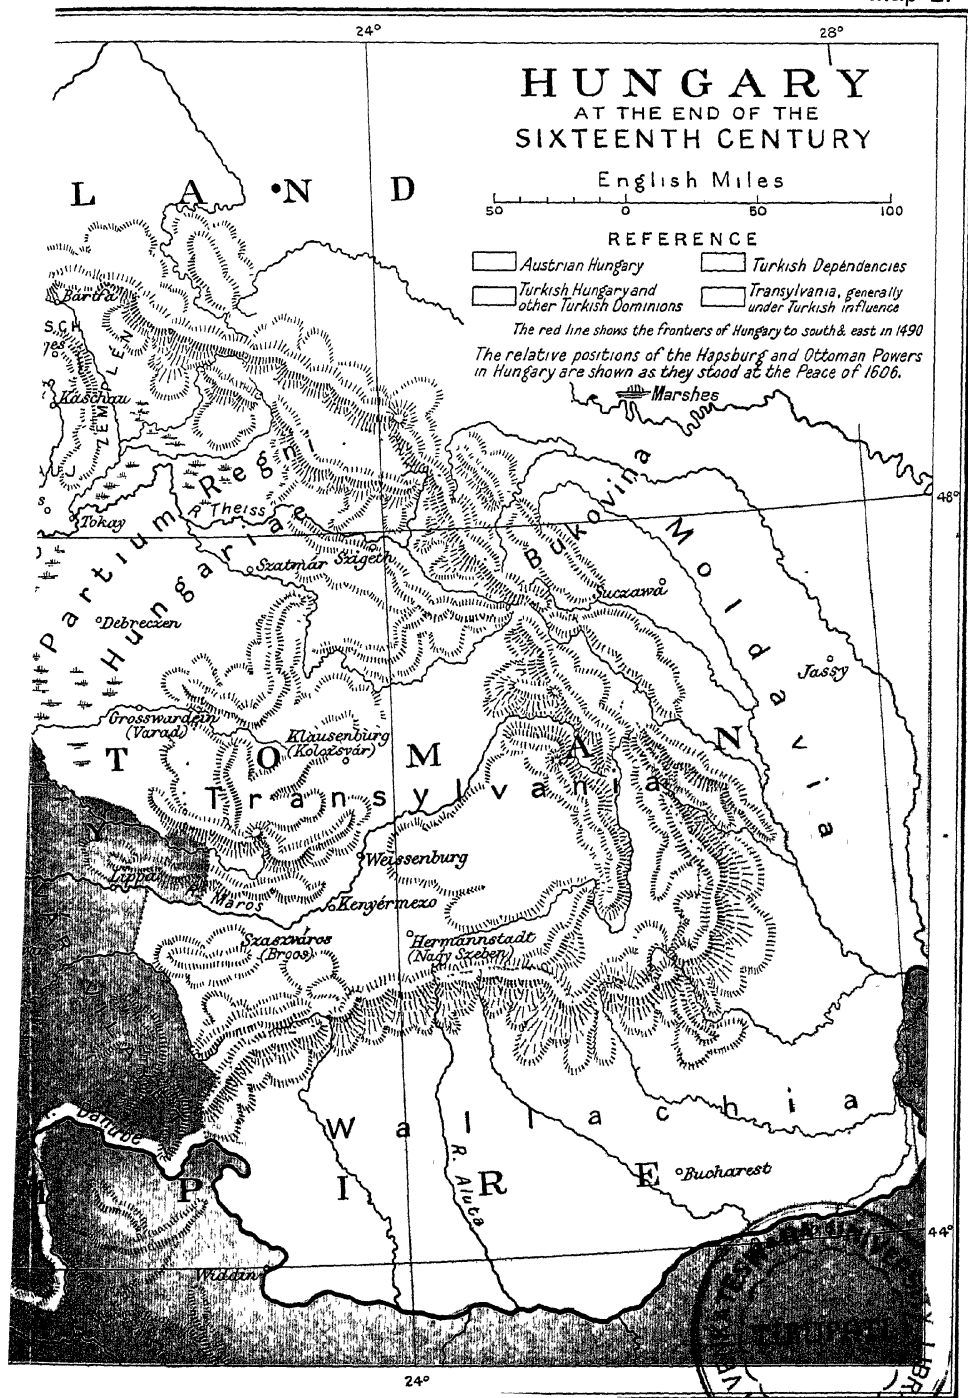 24°
28°
HUNGARY
AT THE END OF THE
SIXTEENTH CENTURY
English Miles
50 0 50 100
REFERENCE
Austrian Hungary
Turkish Dependencies
Turkish Hungary and
other Turkish Dominions
Transylvania, generally
under Turkish influence
The red line shows the frontiers of Hungary to south & east in 1490
The relative positions of the Hapsburg and Ottoman Powers
in Hungary are shown as they stood at the Peace of 1606.
Marshes
L A N D
Bartfa
Kaschau
ZEMPLEN
Tokay
R. Theiss
Partium Regni
Hungariae
Szatmár
Szigeth
Bukovina
Moldavia
48°
Suczawa
Debreczen
Jassy
Grosswardein
(Varad)
Klausenburg
(Kolozsvár)
T O M A N
Transylvania
Lippa
R. Maros
Weissenburg
Kenyérmezo
Szaszváros
(Broos)
Hermannstadt
(Nagy Szeben)
R. Danube
Wallachia
R. Aluta
Bucharest
P I R E
Widdin
44°
24°